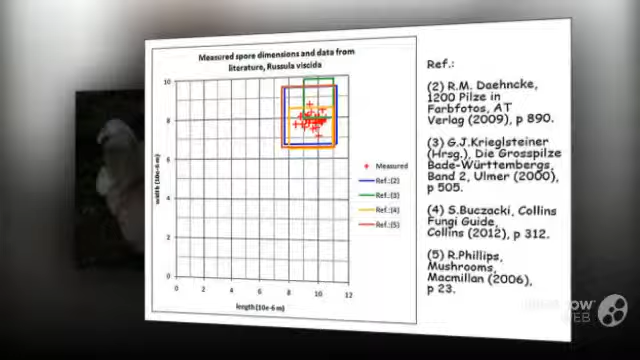 Measured spore dimensions and data from
literature, Russula viscida
10
8
6
4
2
0
width (10e-6 m)
0 2 4 6 8 10 12
length (10e-6 m)
Measured
Ref.:(2)
Ref.:(3)
Ref.:(4)
Ref.:(5)
Ref.:
(2) R.M. Daehncke,
1200 Pilze in
Farbfotos, AT
Verlag (2009), p 890.
(3) G.J.Krieglsteiner
(Hrsg.), Die Grosspilze
Bade-Württembergs,
Band 2, Ulmer (2000),
p 505.
(4) S.Buczacki, Collins
Fungi Guide,
Collins (2012), p 312.
(5) R.Phillips,
Mushrooms,
Macmillan (2006),
p 23.
WEB